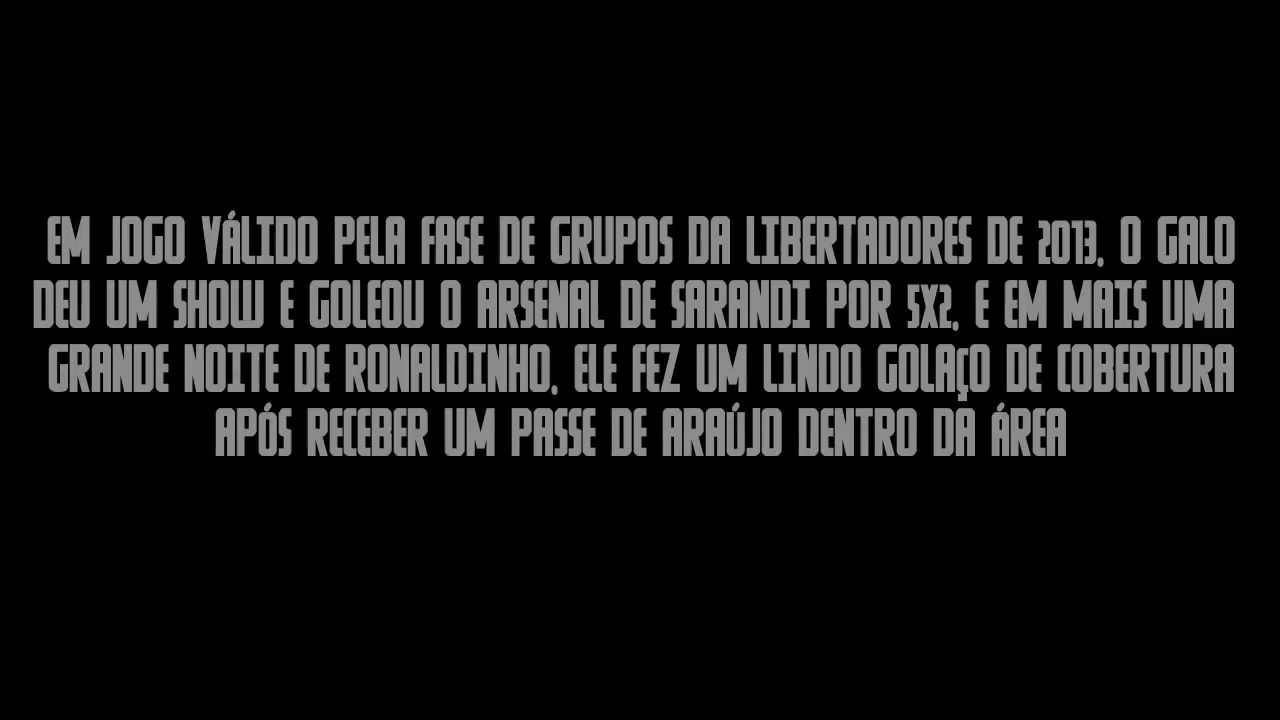 EM JOGO VÁLIDO PELA FASE DE GRUPOS DA LIBERTADORES DE 2013, O GALO
DEU UM SHOW E GOLEOU O ARSENAL DE SARANDI POR 5X2, E EM MAIS UMA
GRANDE NOITE DE RONALDINHO, ELE FEZ UM LINDO GOLAÇO DE COBERTURA
APÓS RECEBER UM PASSE DE ARAÚJO DENTRO DA ÁREA